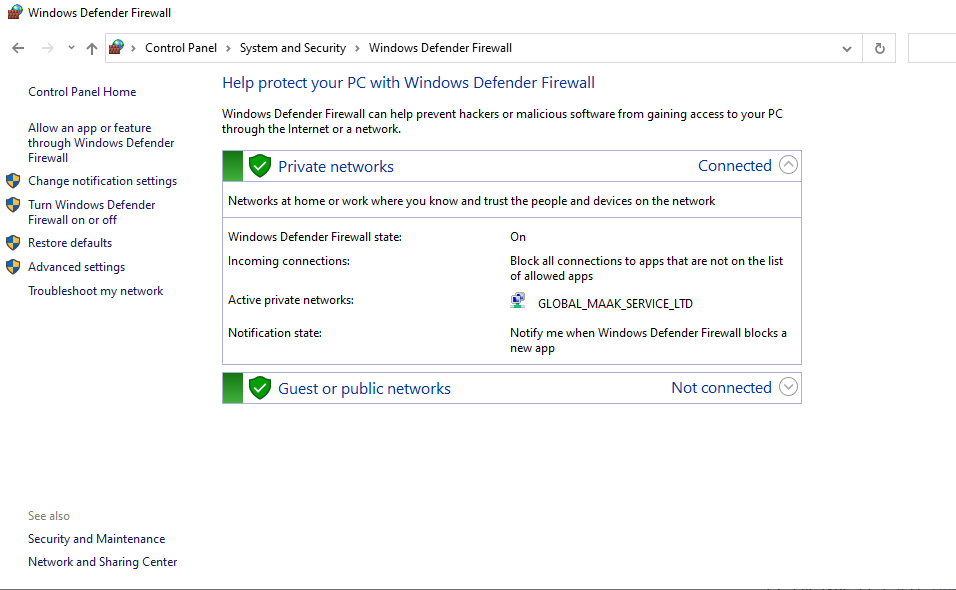 Windows Defender Firewall
Control Panel > System and Security > Windows Defender Firewall
Control Panel Home
Allow an app or feature
through Windows Defender
Firewall
Change notification settings
Turn Windows Defender
Firewall on or off
Restore defaults
Advanced settings
Troubleshoot my network
Help protect your PC with Windows Defender Firewall
Windows Defender Firewall can help prevent hackers or malicious software from gaining access to your PC
through the Internet or a network.
Private networks Connected
Networks at home or work where you know and trust the people and devices on the network
Windows Defender Firewall state: On
Incoming connections: Block all connections to apps that are not on the list
of allowed apps
Active private networks: GLOBAL_MAAK_SERVICE_LTD
Notification state: Notify me when Windows Defender Firewall blocks a
new app
Guest or public networks Not connected
See also
Security and Maintenance
Network and Sharing Center